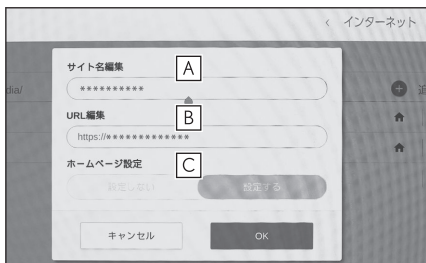 < インターネット
サイト名編集 A
**********
dia/
追
URL編集 B
https://*************
ホームページ設定 C
設定しない 設定する
キャンセル OK